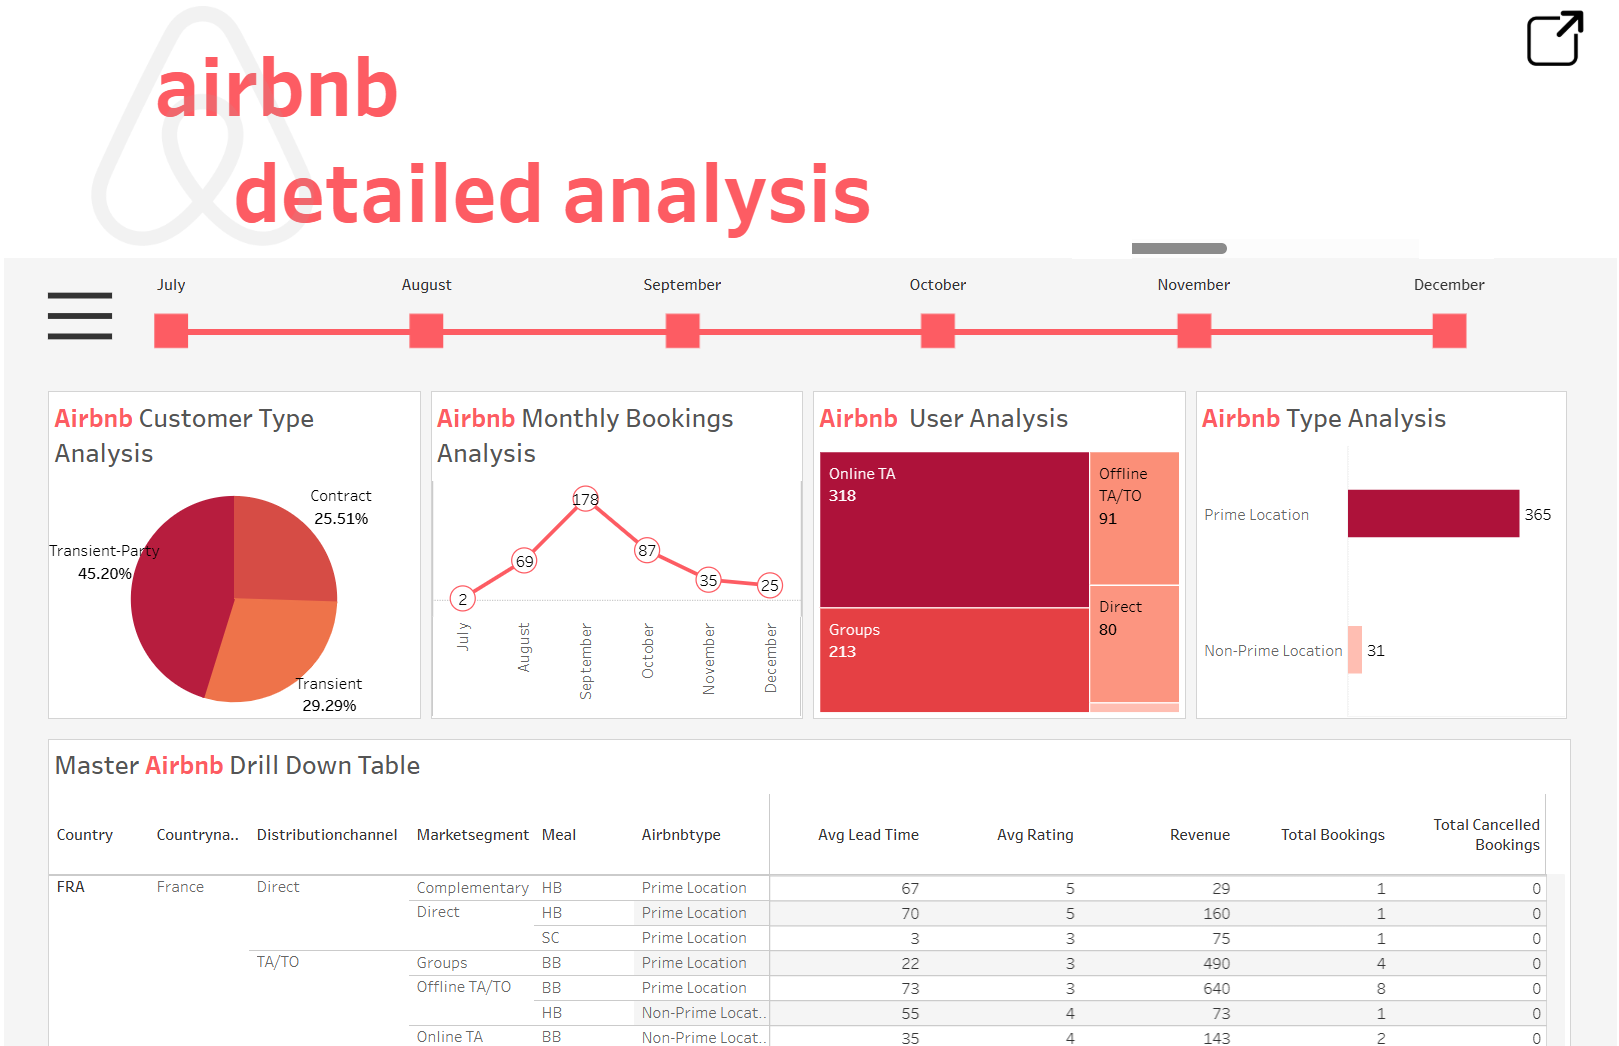 airbnb
detailed analysis
July August September October November December
Airbnb Customer Type
Analysis
Contract
25.51%
Transient-Party
45.20%
Transient
29.29%
Airbnb Monthly Bookings
Analysis
178
69
87
35
25
2
July
August
September
October
November
December
Airbnb User Analysis
Online TA
318
Offline
TA/TO
91
Groups
213
Direct
80
Airbnb Type Analysis
Prime Location 365
Non-Prime Location 31
Master Airbnb Drill Down Table
Country Countryna.. Distributionchannel Marketsegment Meal Airbnbtype Avg Lead Time Avg Rating Revenue Total Bookings Total Cancelled
Bookings
FRA France Direct Complementary HB Prime Location 67 5 29 1 0
Direct HB Prime Location 70 5 160 1 0
SC Prime Location 3 3 75 1 0
TA/TO Groups BB Prime Location 22 3 490 4 0
Offline TA/TO BB Prime Location 73 3 640 8 0
HB Non-Prime Locat.. 55 4 73 1 0
Online TA BB Non-Prime Locat.. 35 4 143 2 0